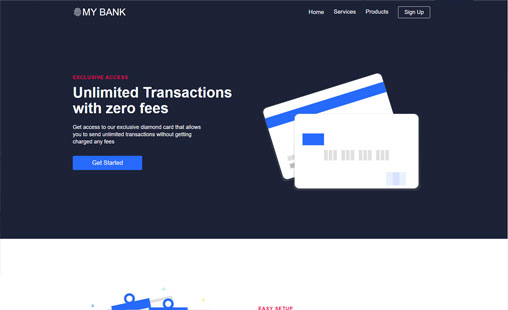 MY BANK
Home
Services
Products
Sign Up
EXCLUSIVE ACCESS
Unlimited Transactions
with zero fees
Get access to our exclusive diamond card that allows
you to send unlimited transactions without getting
charged any fees
Get Started
EASY SETUP